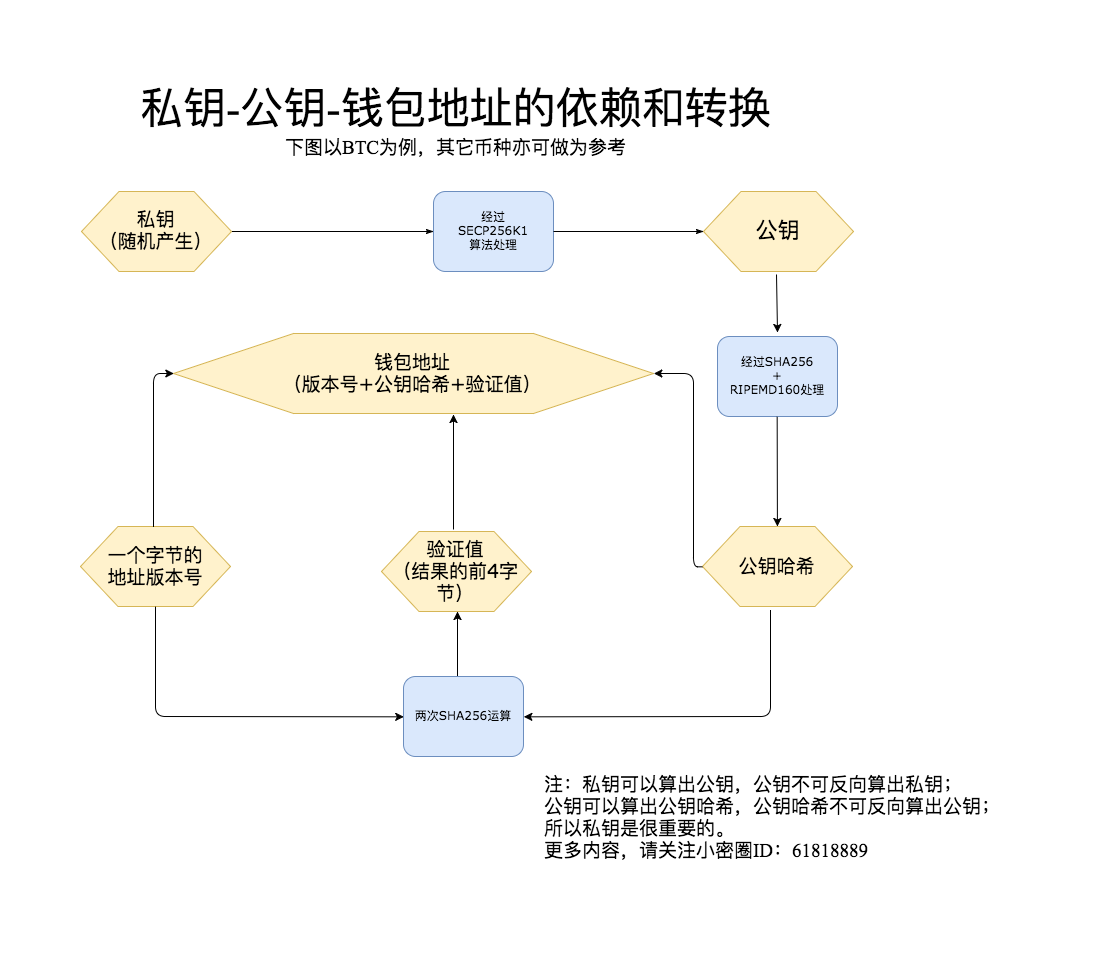 私钥-公钥-钱包地址的依赖和转换
下图以BTC为例，其它币种亦可做为参考
私钥
（随机产生）
经过
SECP256K1
算法处理
公钥
经过SHA256
+
RIPEMD160处理
钱包地址
（版本号+公钥哈希+验证值）
一个字节的
地址版本号
验证值
（结果的前4字
节）
公钥哈希
两次SHA256运算
注：私钥可以算出公钥，公钥不可反向算出私钥；
公钥可以算出公钥哈希，公钥哈希不可反向算出公钥；
所以私钥是很重要的。
更多内容，请关注小密圈ID：61818889